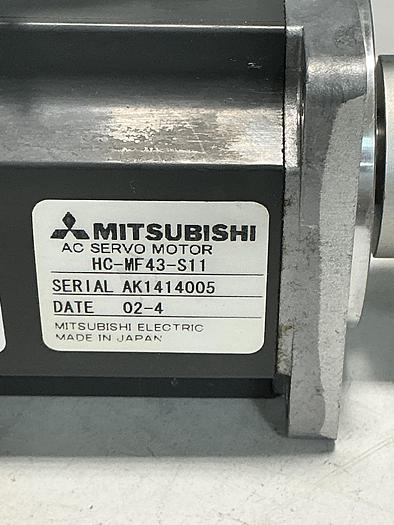 MITSUBISHI
AC SERVO MOTOR
HC-MF43-S11
SERIAL AK1414005
DATE 02-4
MITSUBISHI ELECTRIC
MADE IN JAPAN